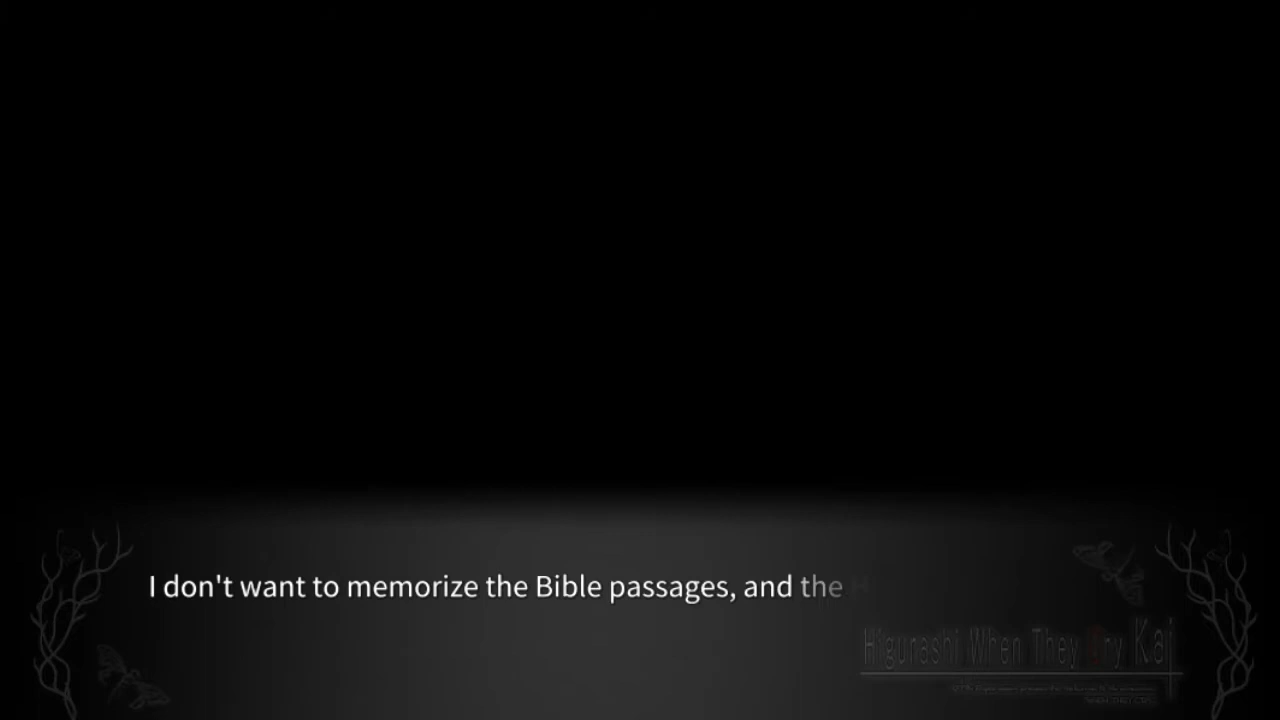 I don't want to memorize the Bible passages, and the H
Higurashi When They Cry Kai